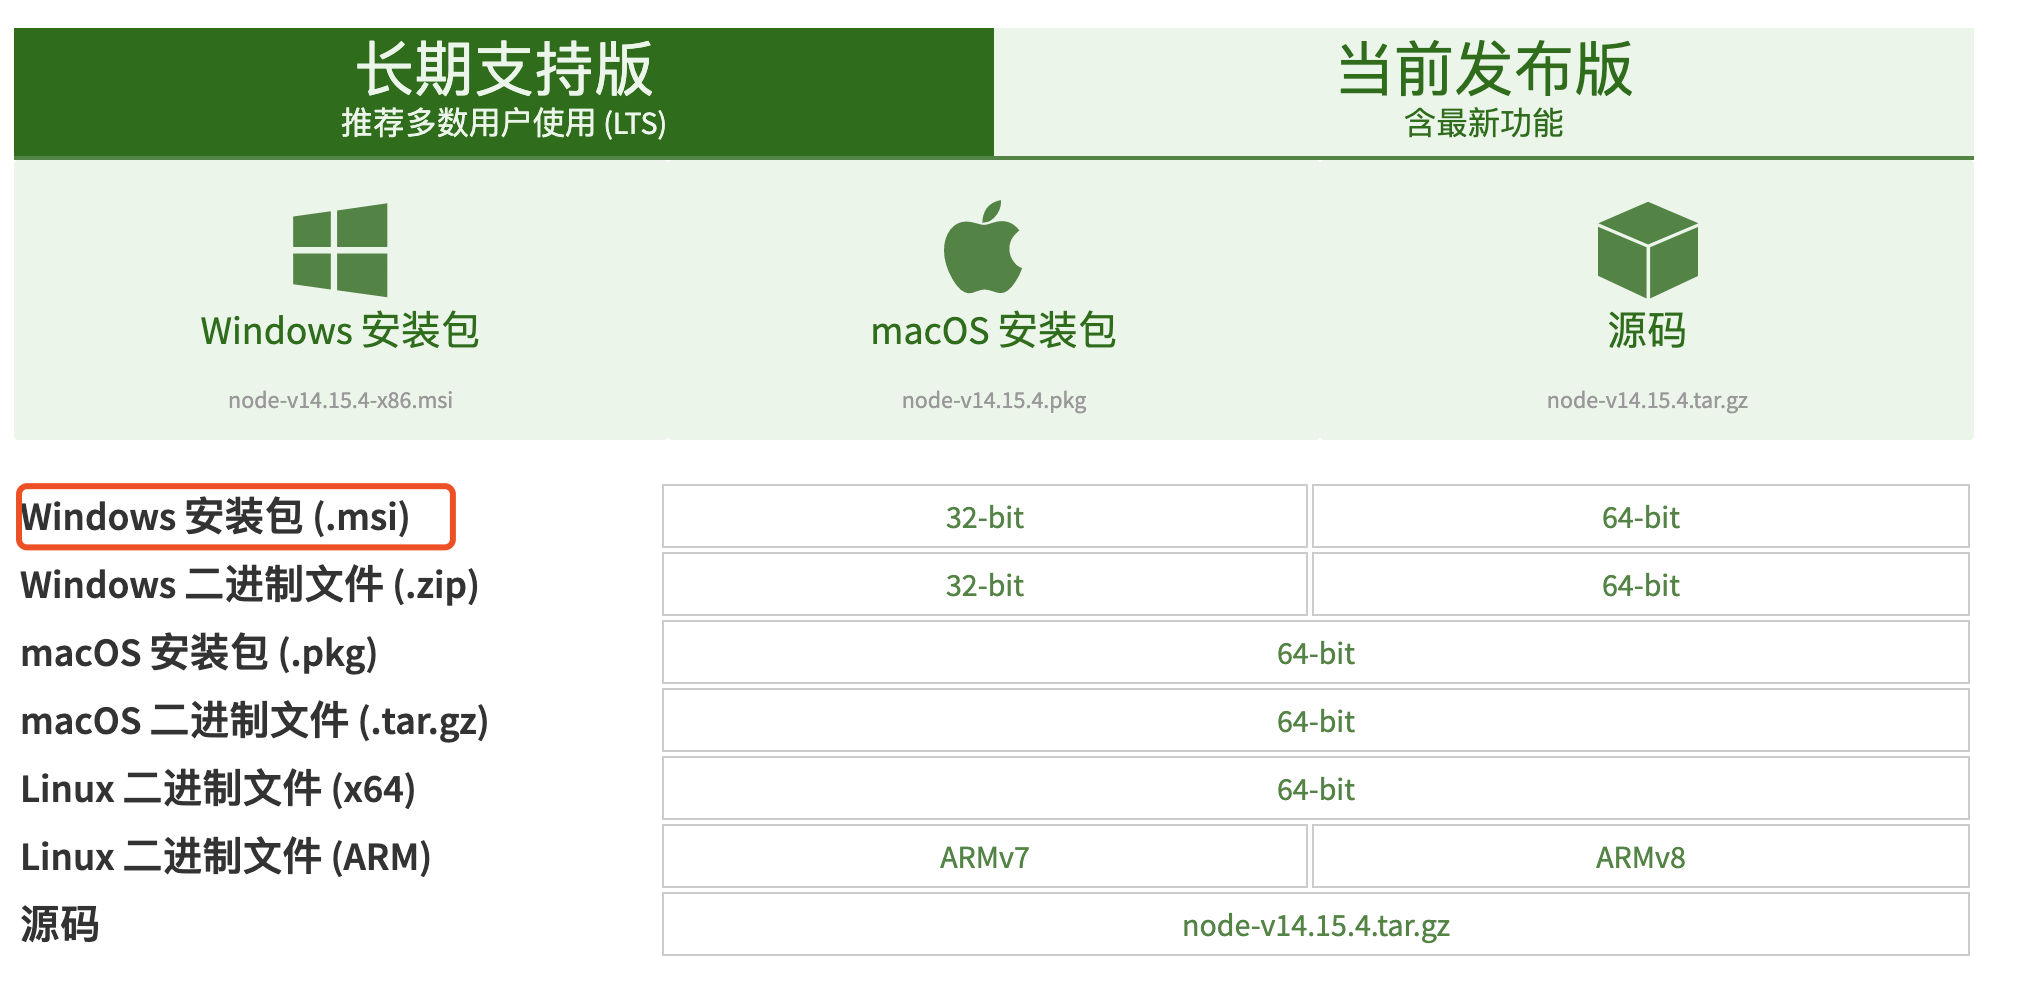 长期支持版
推荐多数用户使用 (LTS)
当前发布版
含最新功能
Windows 安装包
node-v14.15.4-x86.msi
macOS 安装包
node-v14.15.4.pkg
源码
node-v14.15.4.tar.gz
Windows 安装包 (.msi) 32-bit 64-bit
Windows 二进制文件 (.zip) 32-bit 64-bit
macOS 安装包 (.pkg) 64-bit
macOS 二进制文件 (.tar.gz) 64-bit
Linux 二进制文件 (x64) 64-bit
Linux 二进制文件 (ARM) ARMv7 ARMv8
源码 node-v14.15.4.tar.gz